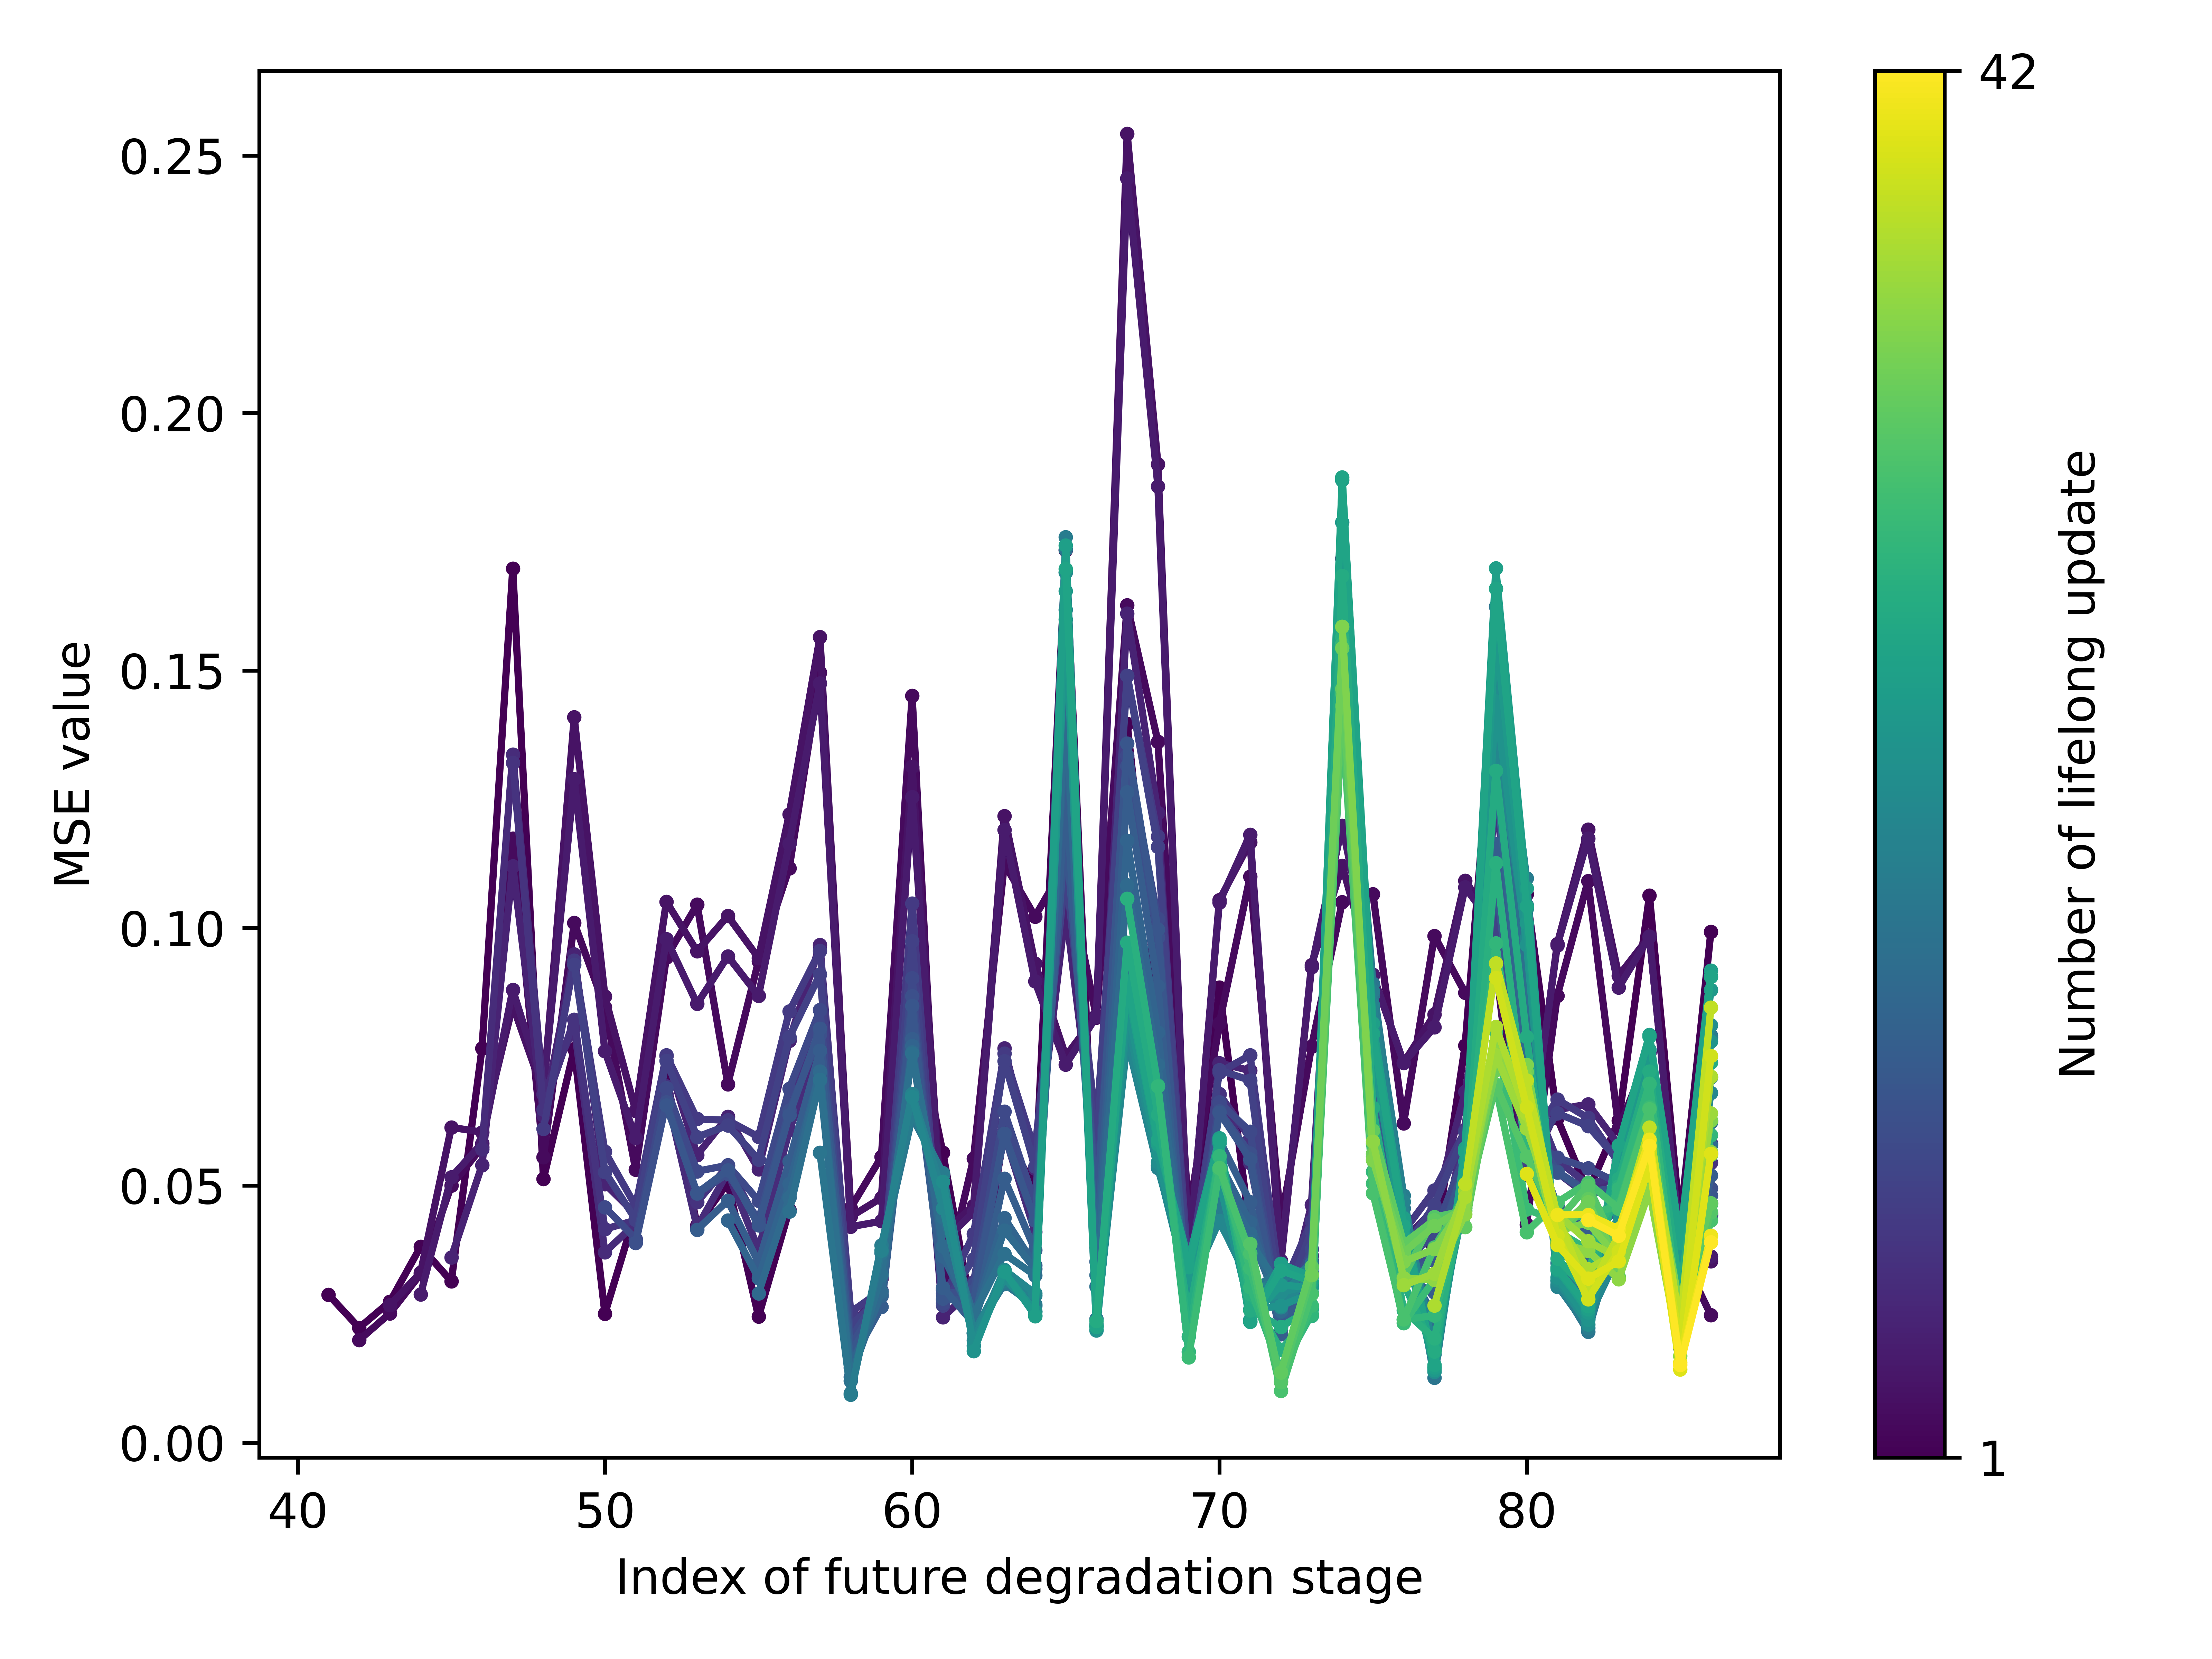 0.25
0.20
0.15
0.10
0.05
0.00
MSE value
40 50 60 70 80
Index of future degradation stage
42
1
Number of lifelong update